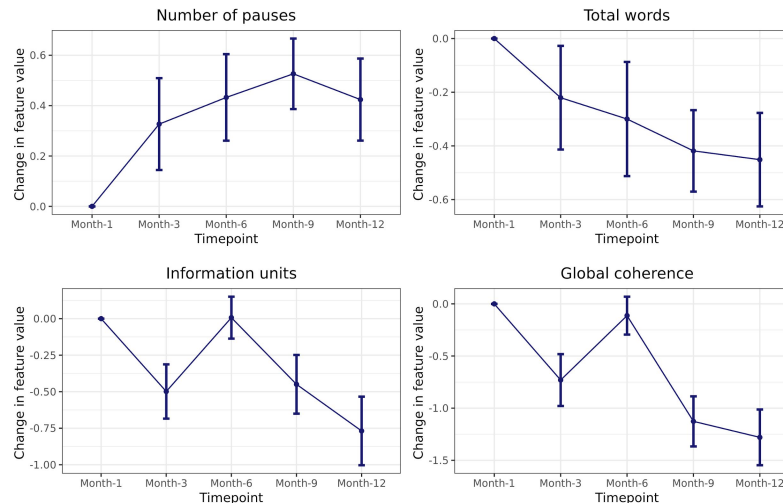 Number of pauses
Change in feature value
0.6
0.4
0.2
0.0
Month-1 Month-3 Month-6 Month-9 Month-12
Timepoint
Total words
Change in feature value
0.0
-0.2
-0.4
-0.6
Month-1 Month-3 Month-6 Month-9 Month-12
Timepoint
Information units
Change in feature value
0.00
-0.25
-0.50
-0.75
-1.00
Month-1 Month-3 Month-6 Month-9 Month-12
Timepoint
Global coherence
Change in feature value
0.0
-0.5
-1.0
-1.5
Month-1 Month-3 Month-6 Month-9 Month-12
Timepoint